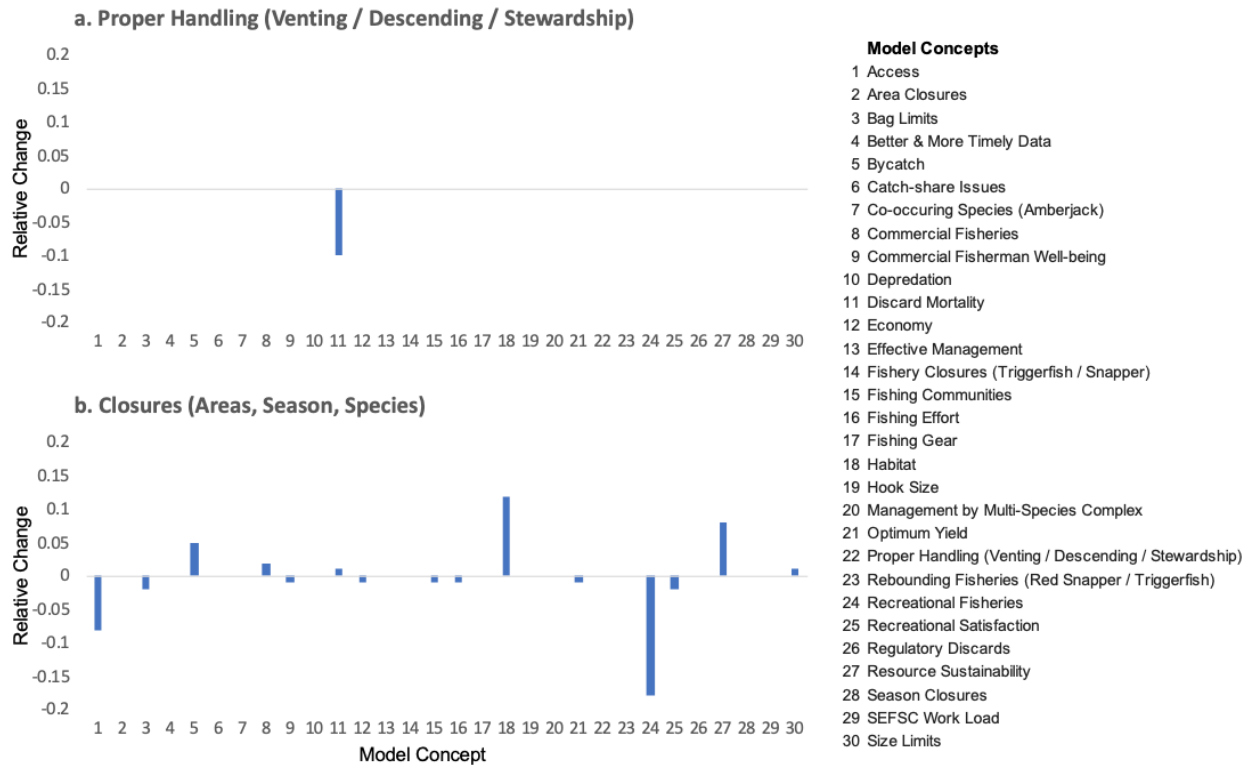 a. Proper Handling (Venting / Descending / Stewardship)
0.2
0.15
0.1
0.05
0
-0.05
-0.1
-0.15
-0.2
Relative Change
1 2 3 4 5 6 7 8 9 10 11 12 13 14 15 16 17 18 19 20 21 22 23 24 25 26 27 28 29 30
b. Closures (Areas, Season, Species)
0.2
0.15
0.1
0.05
0
-0.05
-0.1
-0.15
-0.2
Relative Change
1 2 3 4 5 6 7 8 9 10 11 12 13 14 15 16 17 18 19 20 21 22 23 24 25 26 27 28 29 30
Model Concept
Model Concepts
1 Access
2 Area Closures
3 Bag Limits
4 Better & More Timely Data
5 Bycatch
6 Catch-share Issues
7 Co-occuring Species (Amberjack)
8 Commercial Fisheries
9 Commercial Fisherman Well-being
10 Depredation
11 Discard Mortality
12 Economy
13 Effective Management
14 Fishery Closures (Triggerfish / Snapper)
15 Fishing Communities
16 Fishing Effort
17 Fishing Gear
18 Habitat
19 Hook Size
20 Management by Multi-Species Complex
21 Optimum Yield
22 Proper Handling (Venting / Descending / Stewardship)
23 Rebounding Fisheries (Red Snapper / Triggerfish)
24 Recreational Fisheries
25 Recreational Satisfaction
26 Regulatory Discards
27 Resource Sustainability
28 Season Closures
29 SEFSC Work Load
30 Size Limits